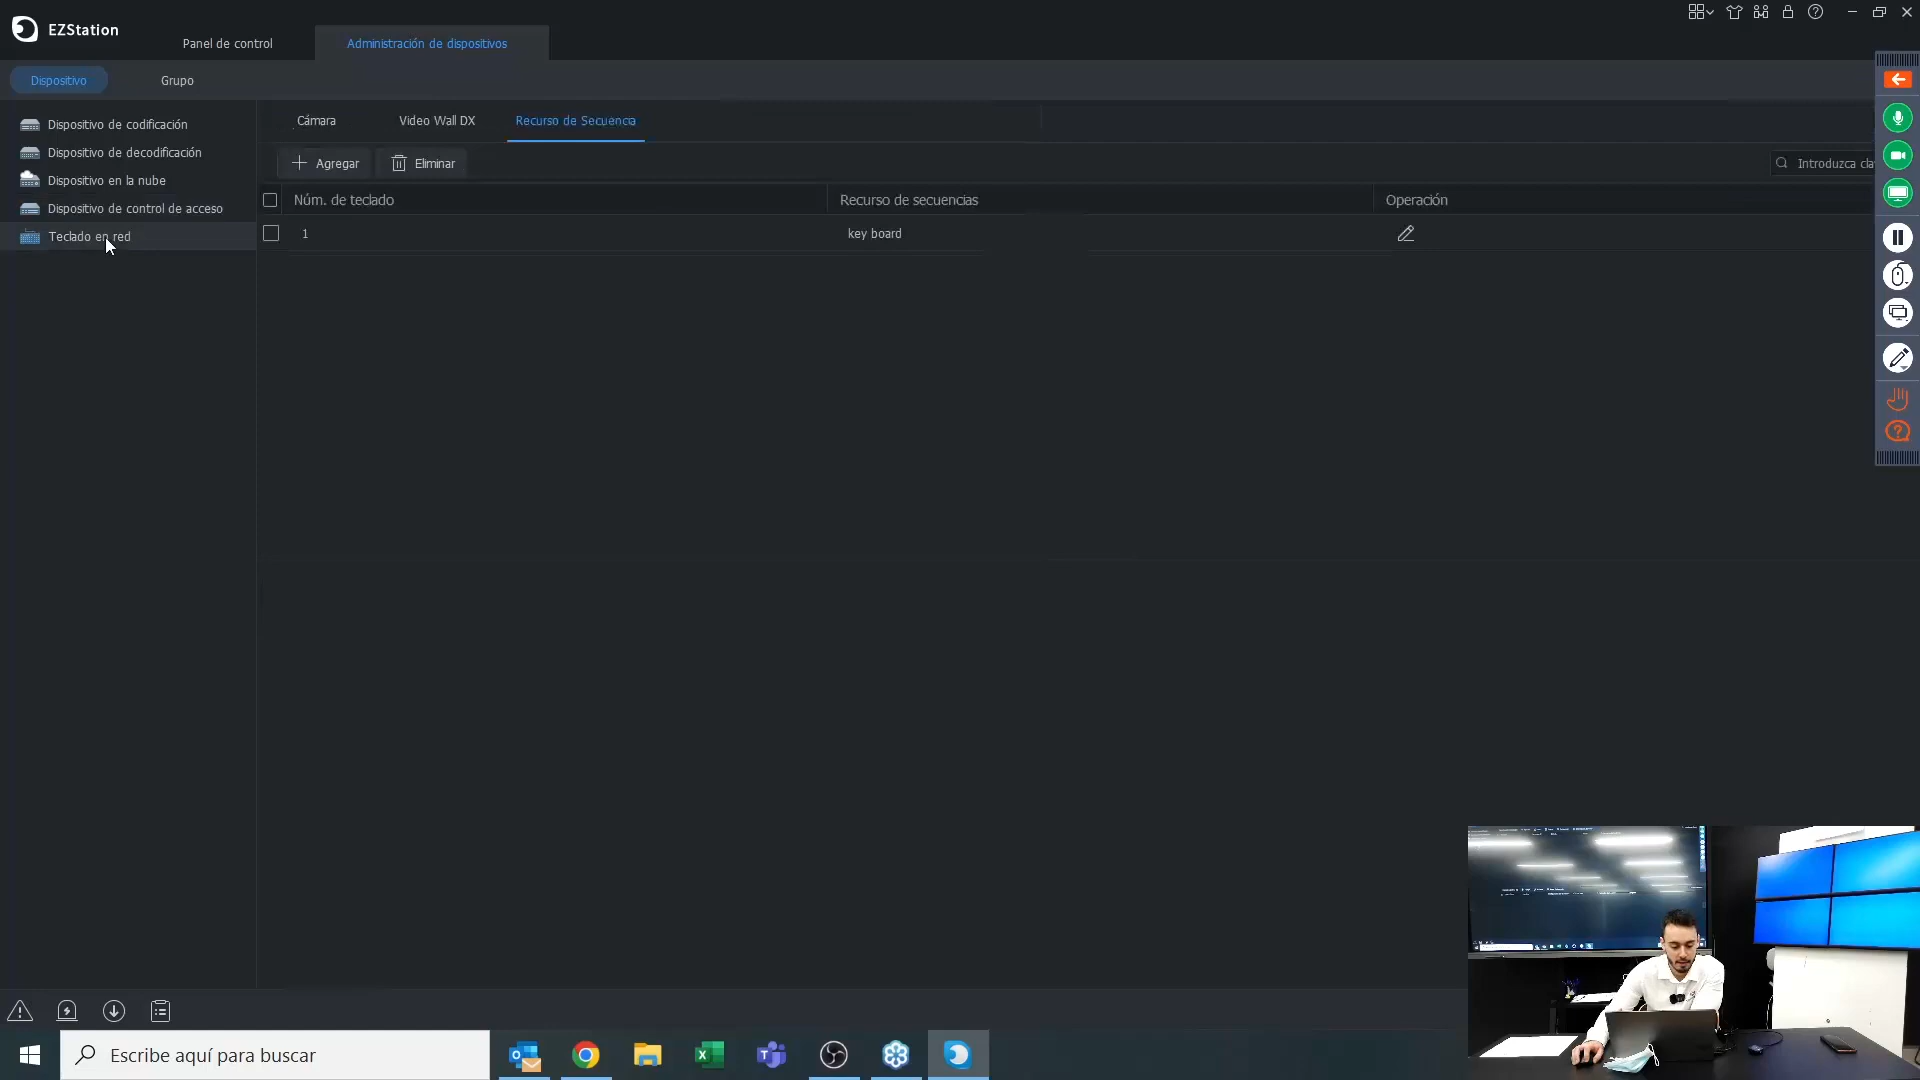 EZStation
Panel de control
Administración de dispositivos
Dispositivo
Grupo
Dispositivo de codificación
Dispositivo de decodificación
Dispositivo en la nube
Dispositivo de control de acceso
Teclado en red
Cámara
Video Wall DX
Recurso de Secuencia
Agregar
Eliminar
Introduzca cla
Núm. de teclado
Recurso de secuencias
Operación
1
key board
Escribe aquí para buscar